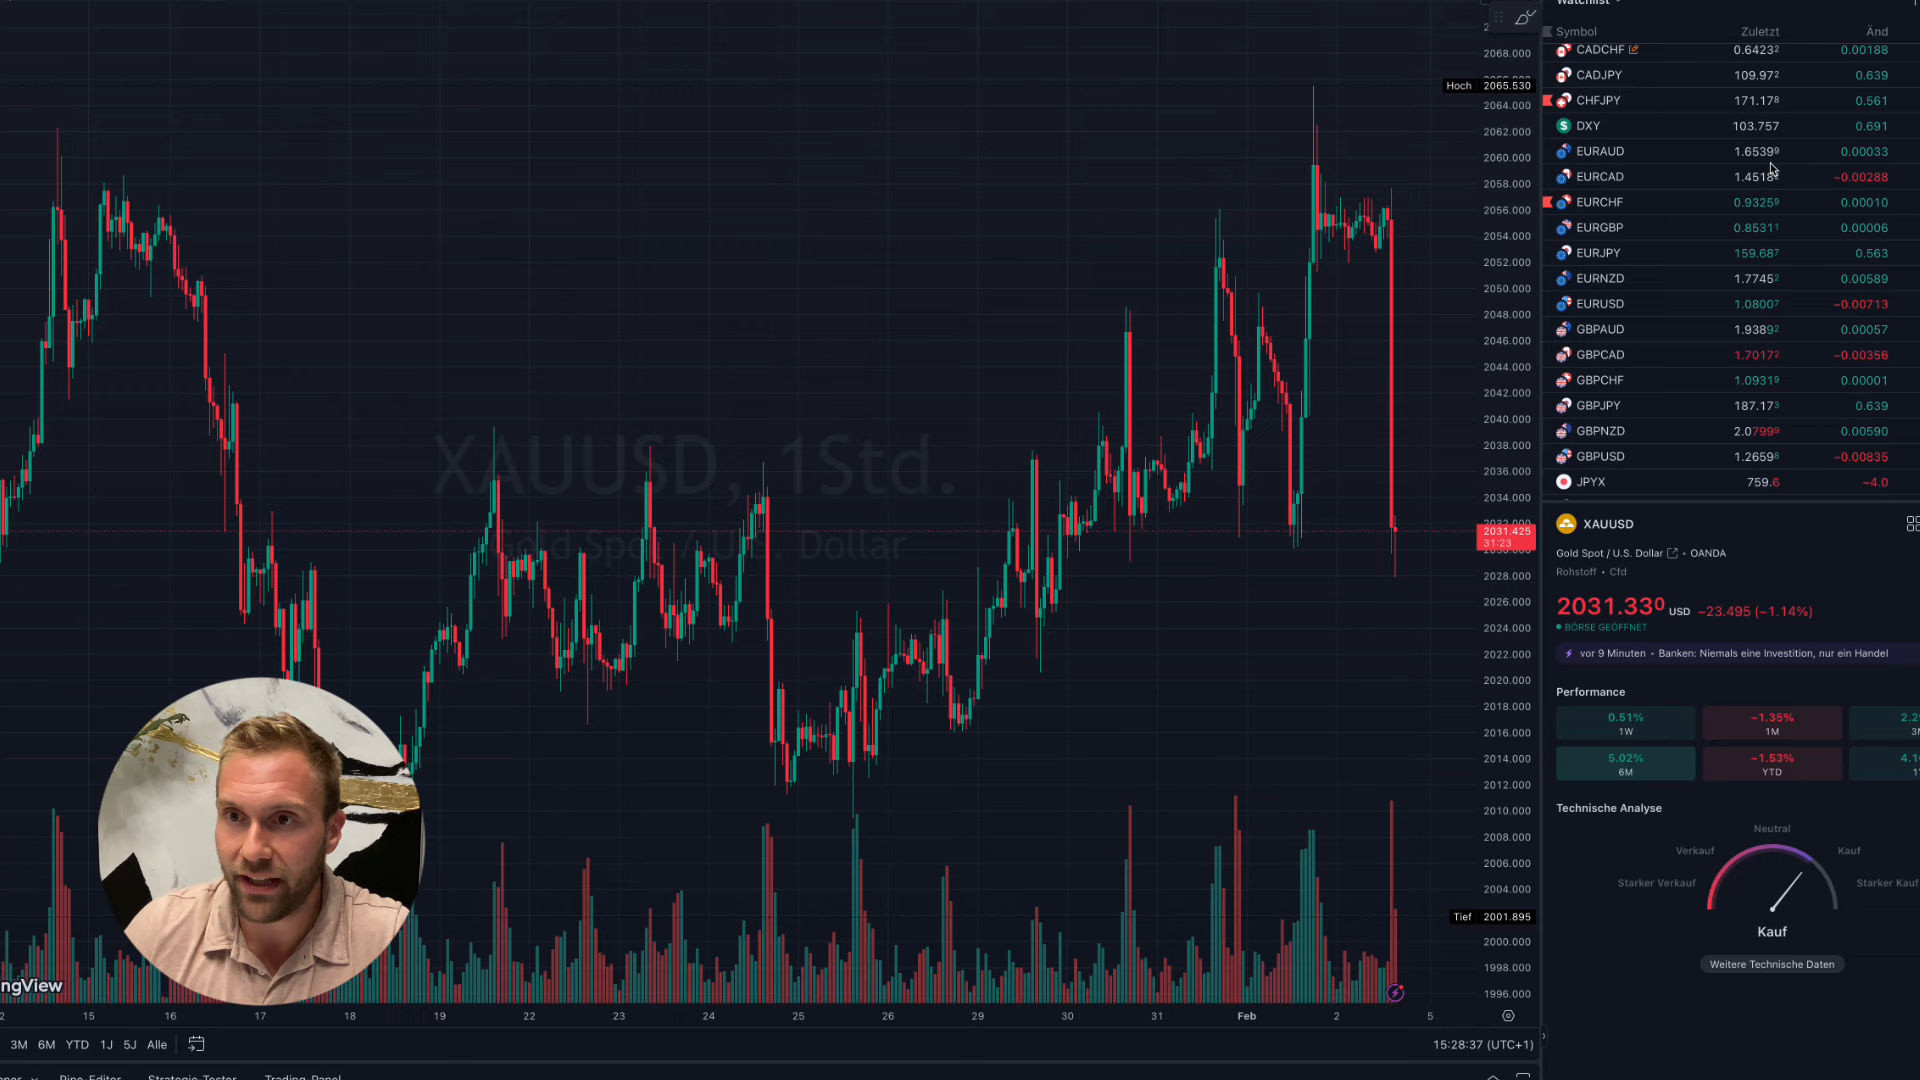 Watchlist
Symbol Zuletzt Änd
CADCHF 0.64232 0.00188
CADJPY 109.972 0.639
CHFJPY 171.178 0.561
DXY 103.757 0.691
EURAUD 1.65399 0.00033
EURCAD 1.4518 −0.00288
EURCHF 0.93259 0.00010
EURGBP 0.85311 0.00006
EURJPY 159.687 0.563
EURNZD 1.77452 0.00589
EURUSD 1.08007 −0.00713
GBPAUD 1.93892 0.00057
GBPCAD 1.70172 −0.00356
GBPCHF 1.09319 0.00001
GBPJPY 187.173 0.639
GBPNZD 2.07999 0.00590
GBPUSD 1.26598 −0.00835
JPYX 759.6 −4.0
XAUUSD
Gold Spot / U.S. Dollar • OANDA
Rohstoff • Cfd
2031.330 USD −23.495 (−1.14%)
BÖRSE GEÖFFNET
vor 9 Minuten • Banken: Niemals eine Investition, nur ein Handel
Performance
0.51% −1.35% 2.2
1W 1M 3M
5.02% −1.53% 4.1
6M YTD 1
Technische Analyse
Neutral
Verkauf Kauf
Starker Verkauf Starker Kauf
Kauf
Weitere Technische Daten
XAUUSD, 1Std.
Gold Spot / U.S. Dollar
2068.000
Hoch 2065.530
2064.000
2062.000
2060.000
2058.000
2056.000
2054.000
2052.000
2050.000
2048.000
2046.000
2044.000
2042.000
2040.000
2038.000
2036.000
2034.000
2031.425
31:23
2028.000
2026.000
2024.000
2022.000
2020.000
2018.000
2016.000
2014.000
2012.000
2010.000
2008.000
2006.000
2004.000
Tief 2001.895
2000.000
1998.000
1996.000
ngView
2 15 16 17 18 19 22 23 24 25 26 29 30 31 Feb 2 5
3M 6M YTD 1J 5J Alle
15:28:37 (UTC+1)
Pine Editor Strategie-Tester Trading-Panel